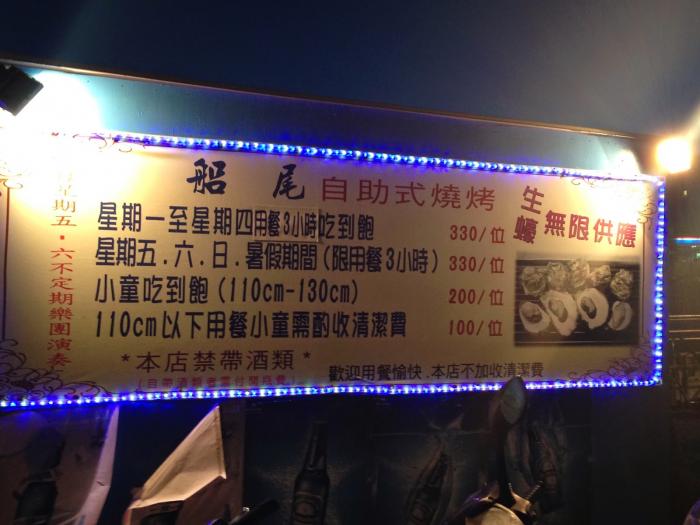 船尾 自助式燒烤
生蠔無限供應
星期一至星期四用餐3小時吃到飽 330/位
星期五.六.日.暑假期間(限用餐3小時) 330/位
小童吃到飽(110cm-130cm) 200/位
110cm以下用餐小童需酌收清潔費 100/位
*本店禁帶酒類*
歡迎用餐愉快.本店不加收清潔費
星期五.六不定期樂團演奏